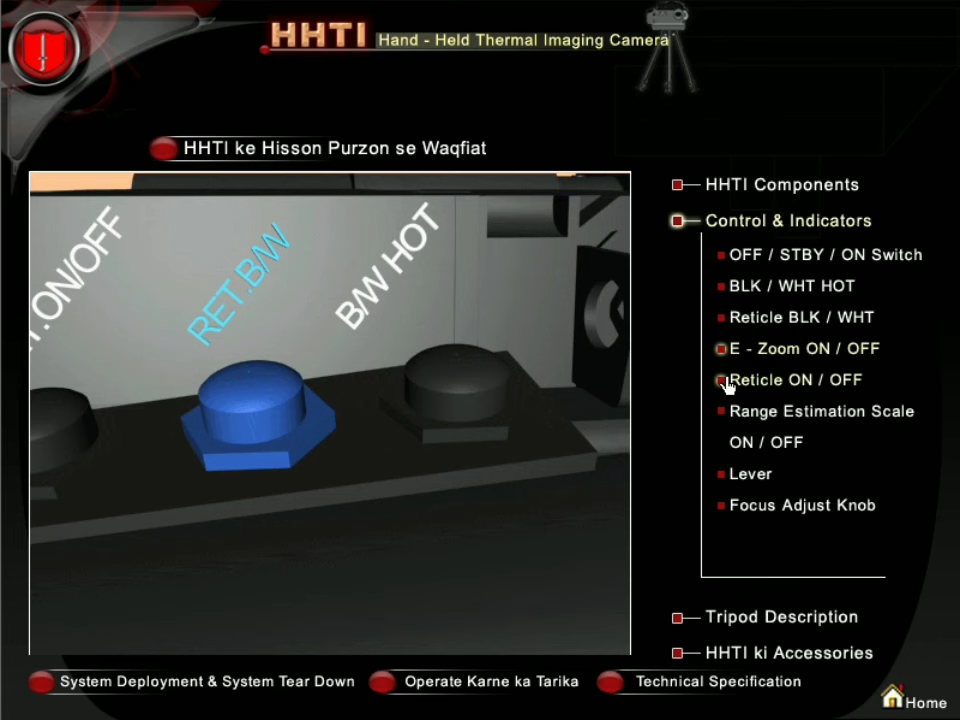 HHTI Hand - Held Thermal Imaging Camera
HHTI ke Hisson Purzon se Waqfiat
.ON/OFF
RET.B/W
B/W HOT
HHTI Components
Control & Indicators
OFF / STBY / ON Switch
BLK / WHT HOT
Reticle BLK / WHT
E - Zoom ON / OFF
Reticle ON / OFF
Range Estimation Scale
ON / OFF
Lever
Focus Adjust Knob
Tripod Description
HHTI ki Accessories
System Deployment & System Tear Down
Operate Karne ka Tarika
Technical Specification
Home